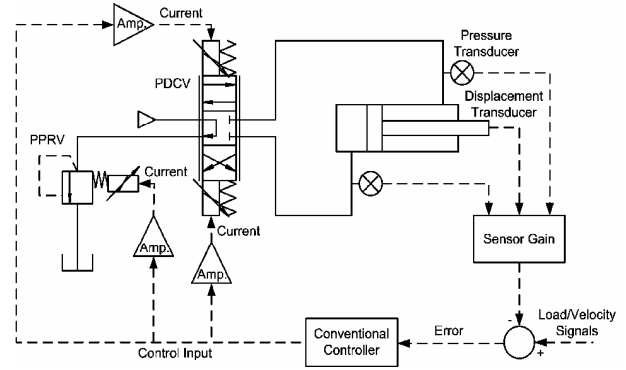 Amp.
Current
PDCV
Pressure
Transducer
Displacement
Transducer
PPRV
Current
Amp.
Current
Amp.
Sensor Gain
Control Input
Conventional
Controller
Error
-
+
Load/Velocity
Signals